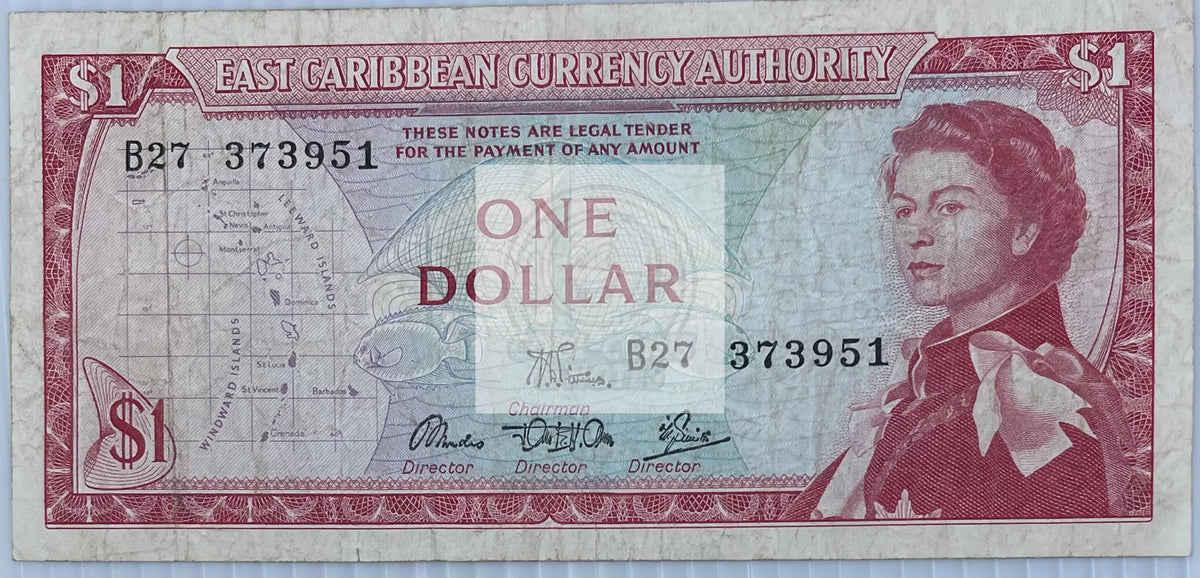 $1
EAST CARIBBEAN CURRENCY AUTHORITY
$1
THESE NOTES ARE LEGAL TENDER
FOR THE PAYMENT OF ANY AMOUNT
B27 373951
Anguilla
St Christopher
Nevis
Antigua
Montserrat
LEEWARD ISLANDS
Dominica
St Lucia
St Vincent
Barbados
Grenada
WINDWARD ISLANDS
ONE
DOLLAR
B27 373951
Chairman
Director
Director
Director
$1